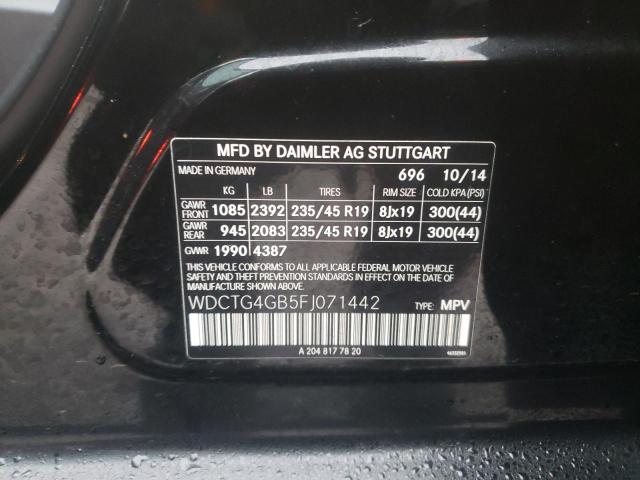 MFD BY DAIMLER AG STUTTGART
MADE IN GERMANY 696 10/14
KG LB TIRES RIM SIZE COLD KPA(PSI)
GAWR FRONT 1085 2392 235/45 R19 8Jx19 300(44)
GAWR REAR 945 2083 235/45 R19 8Jx19 300(44)
GVWR 1990 4387
THIS VEHICLE CONFORMS TO ALL APPLICABLE FEDERAL MOTOR VEHICLE
SAFETY STANDARDS IN EFFECT ON THE DATE OF MANUFACTURE SHOWN ABOVE.
WDCTG4GB5FJ071442 TYPE: MPV
A 204 817 78 20